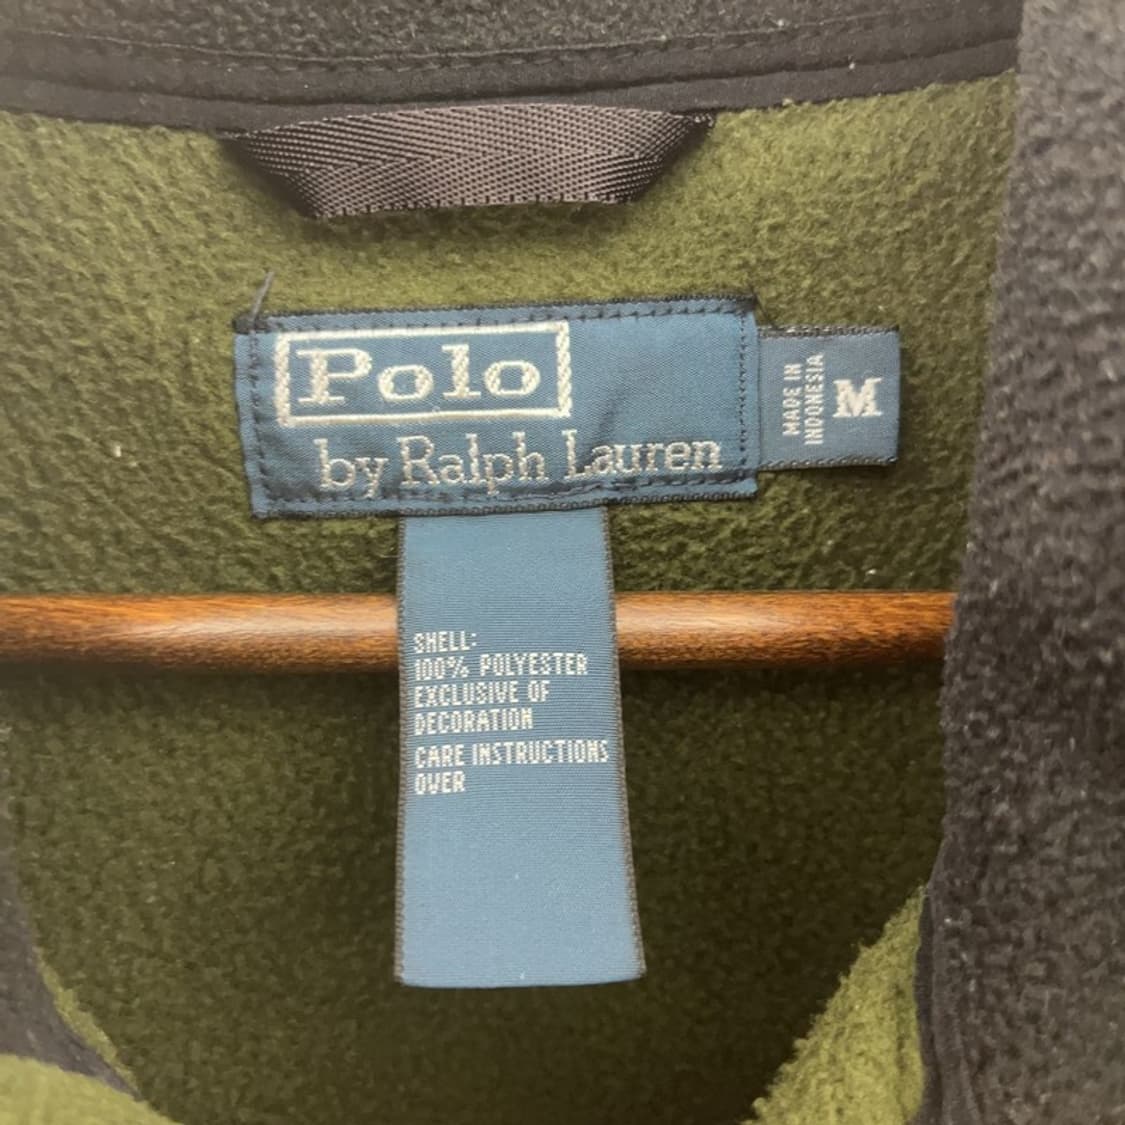 Polo
by Ralph Lauren
MADE IN
INDONESIA
M
SHELL:
100% POLYESTER
EXCLUSIVE OF
DECORATION
CARE INSTRUCTIONS
OVER